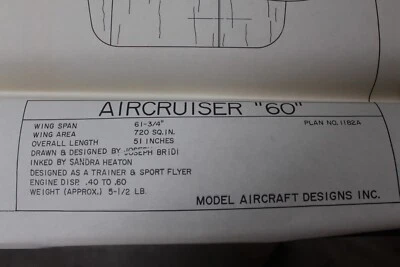 AIRCRUISER "60"
WING SPAN 61-3/4" PLAN NO. 1182A
WING AREA 720 SQ. IN.
OVERALL LENGTH 51 INCHES
DRAWN & DESIGNED BY JOSEPH BRIDI
INKED BY SANDRA HEATON
DESIGNED AS A TRAINER & SPORT FLYER
ENGINE DISP. .40 TO .60
WEIGHT (APPROX.) 5-1/2 LB.
MODEL AIRCRAFT DESIGNS INC.